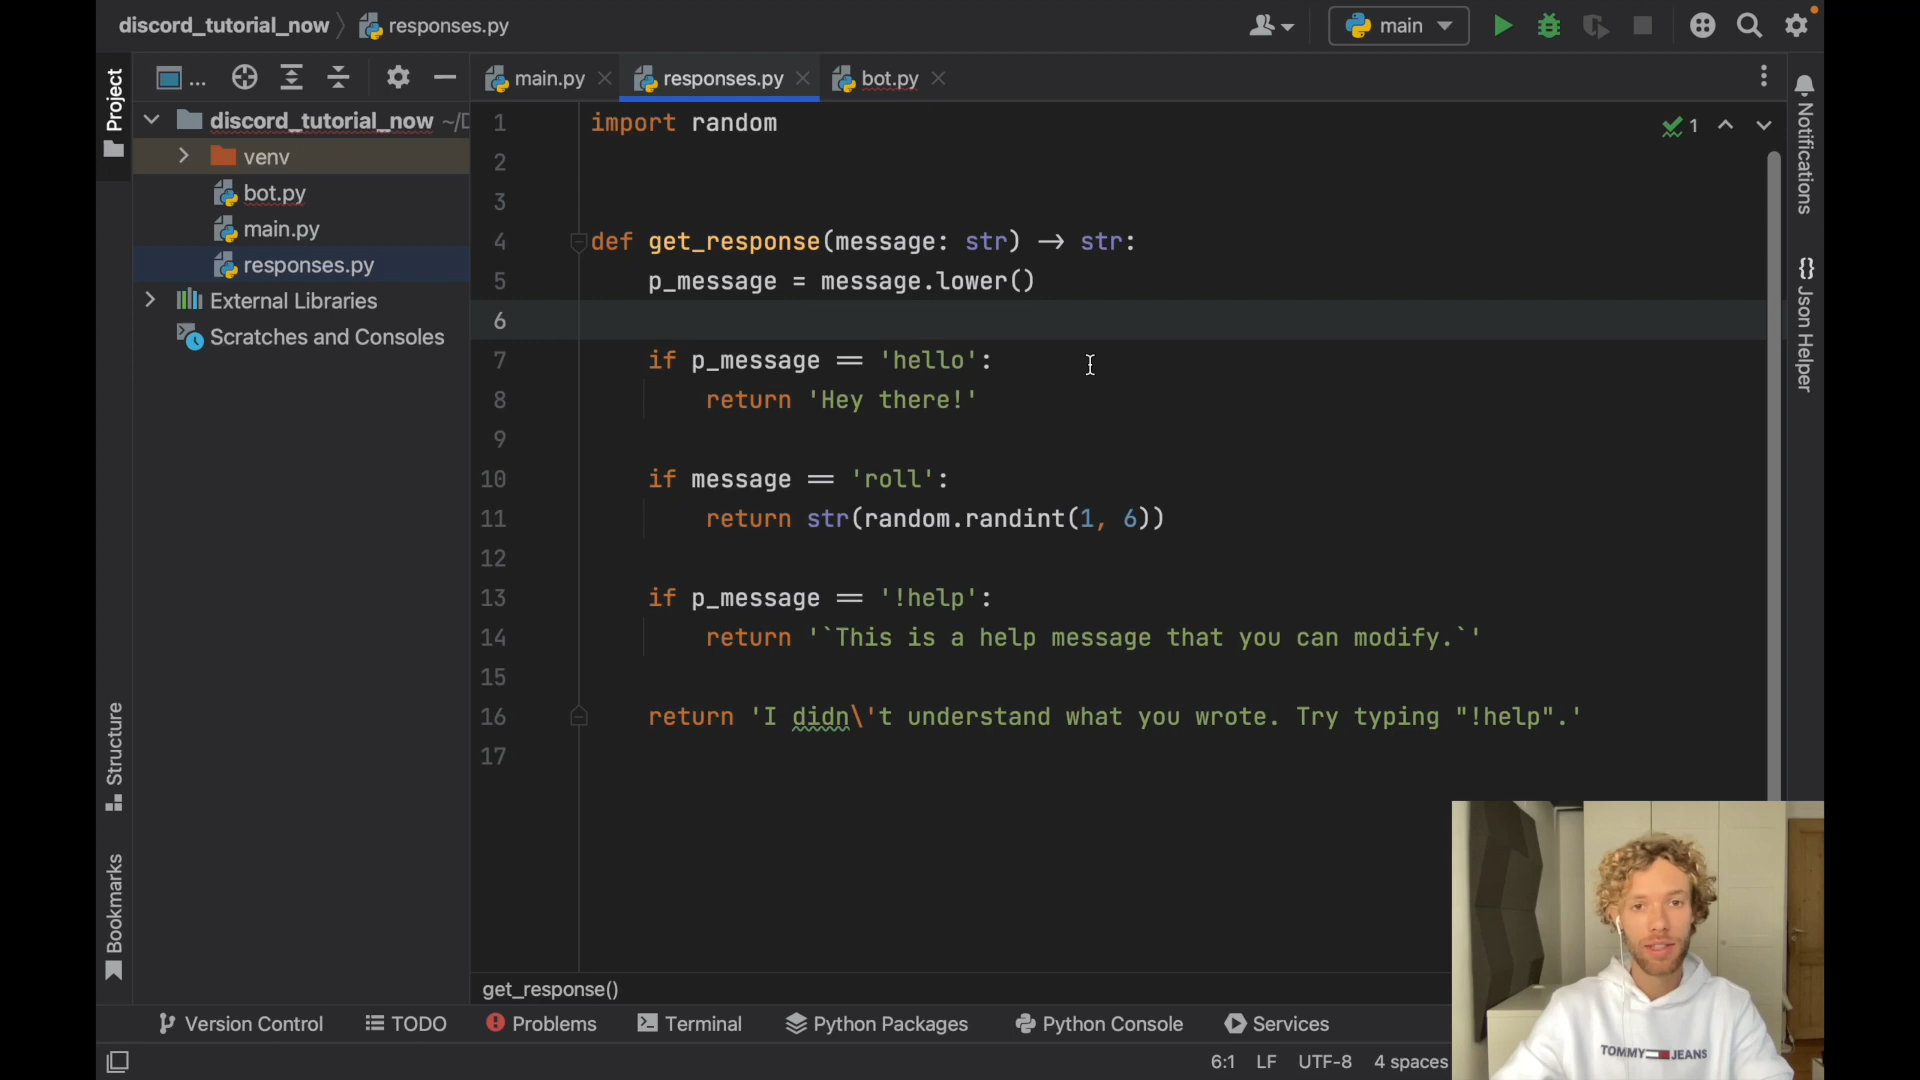 discord_tutorial_now
responses.py
main
...
main.py
responses.py
bot.py
Project
discord_tutorial_now ~/D
venv
bot.py
main.py
responses.py
External Libraries
Scratches and Consoles
1 import random
2
3
4 def get_response(message: str) -> str:
5 p_message = message.lower()
6
7 if p_message == 'hello':
8 return 'Hey there!'
9
10 if message == 'roll':
11 return str(random.randint(1, 6))
12
13 if p_message == '!help':
14 return '`This is a help message that you can modify.`'
15
16 return 'I didn\'t understand what you wrote. Try typing "!help".'
17
1
Notifications
{} Json Helper
Structure
Bookmarks
get_response()
Version Control
TODO
Problems
Terminal
Python Packages
Python Console
Services
6:1 LF UTF-8 4 spaces
TOMMY JEANS